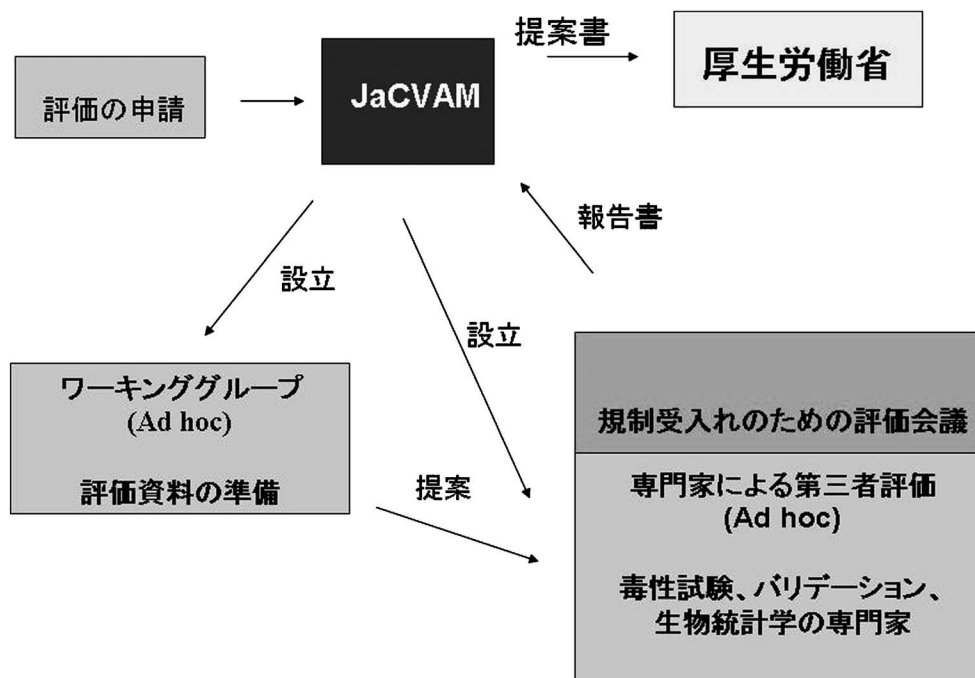 提案書
厚生労働省
JaCVAM
評価の申請
報告書
設立
設立
ワーキンググループ
(Ad hoc)
評価資料の準備
提案
規制受入れのための評価会議
専門家による第三者評価
(Ad hoc)
毒性試験、バリデーション、
生物統計学の専門家